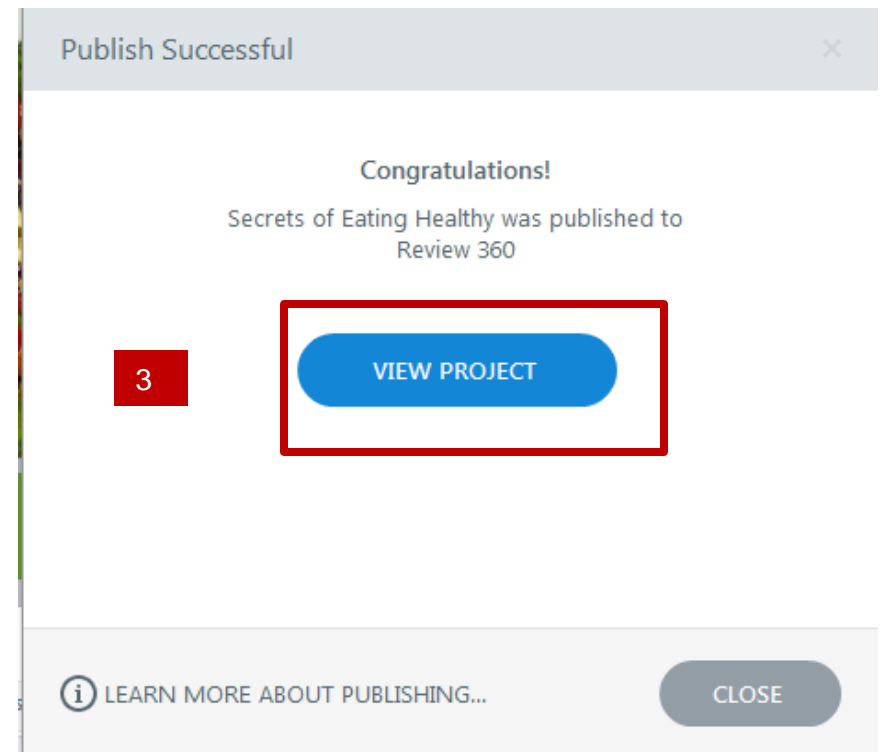 Publish Successful
Congratulations!
Secrets of Eating Healthy was published to
Review 360
3
VIEW PROJECT
LEARN MORE ABOUT PUBLISHING...
CLOSE